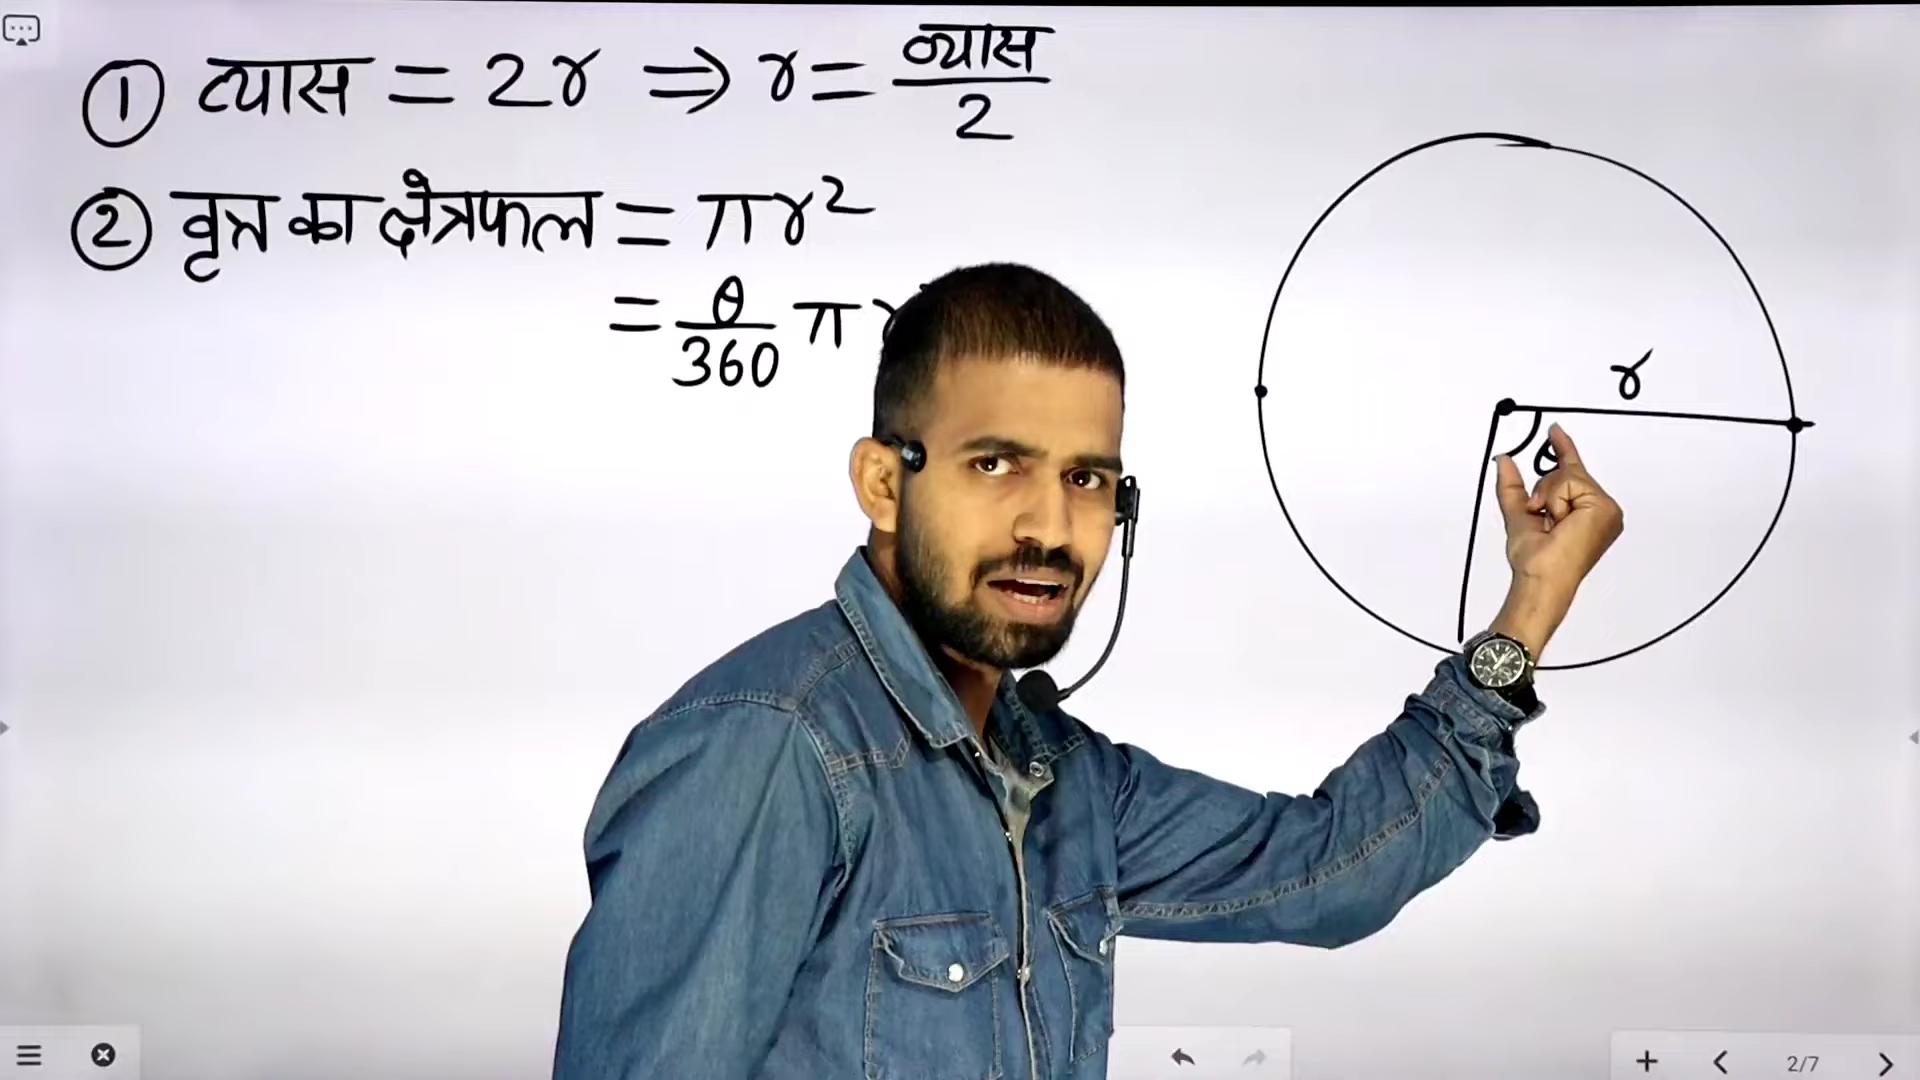 ① व्यास = 2r ⇒ r = व्यास / 2
② वृत्त का क्षेत्रफल = πr²
= θ/360 π
r
θ
2/7